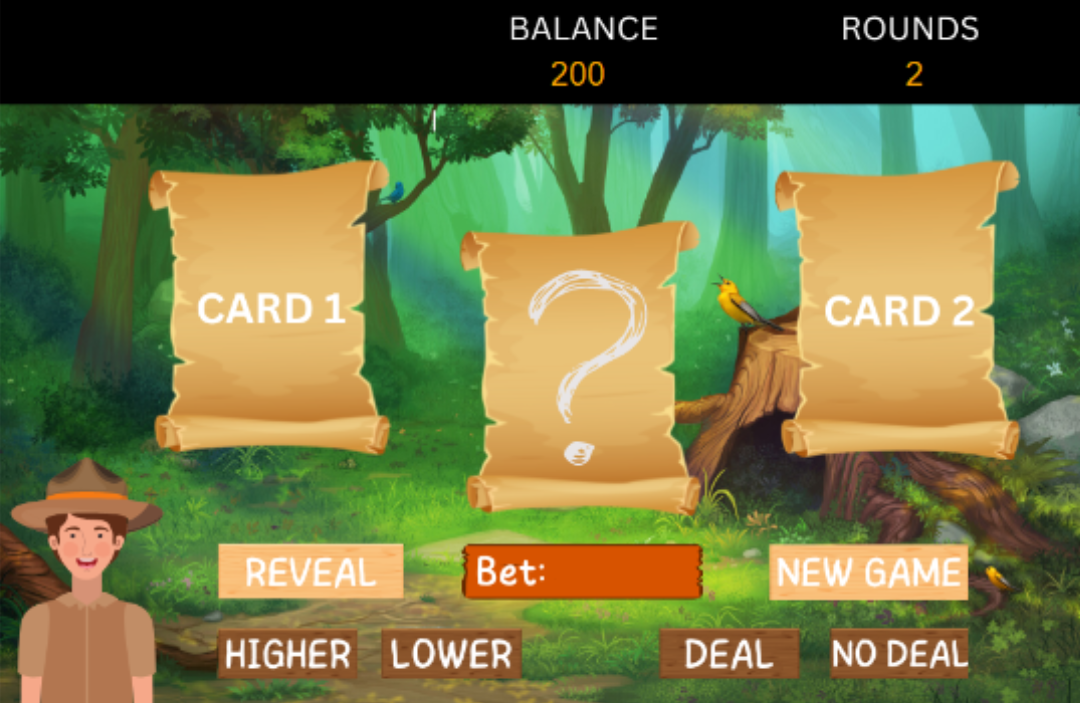 BALANCE
200
ROUNDS
2
CARD 1
?
CARD 2
REVEAL
Bet:
NEW GAME
HIGHER
LOWER
DEAL
NO DEAL